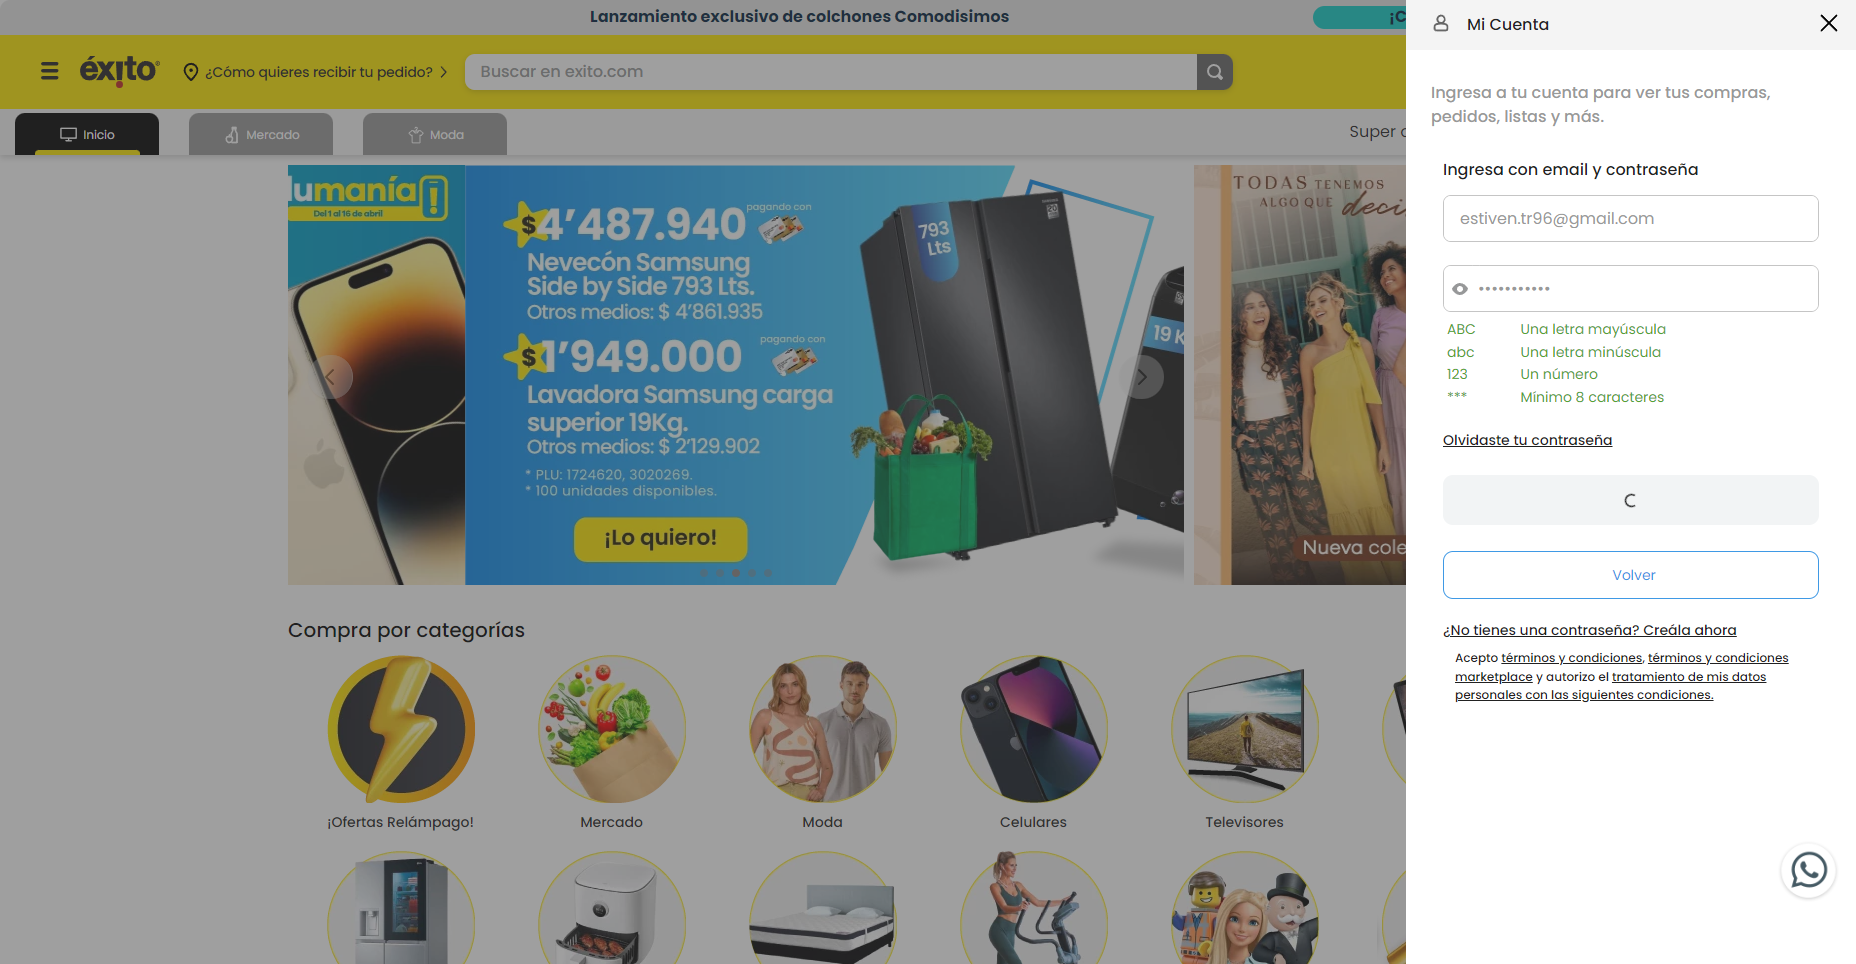 Lanzamiento exclusivo de colchones Comodisimos
éxito
¿Cómo quieres recibir tu pedido?
Buscar en exito.com
Inicio
Mercado
Moda
lumanía
Del 1 al 16 de abril
$4'487.940
pagando con
Nevecón Samsung
Side by Side 793 Lts.
Otros medios: $ 4'861.935
$1'949.000
pagando con
Lavadora Samsung carga
superior 19Kg.
Otros medios: $ 2'129.902
* PLU: 1724620, 3020269.
* 100 unidades disponibles.
¡Lo quiero!
793
Lts
19 K
TODAS TENEMOS
ALGO QUE deci
Nueva cole
Compra por categorías
¡Ofertas Relámpago!
Mercado
Moda
Celulares
Televisores
Super
Mi Cuenta
Ingresa a tu cuenta para ver tus compras,
pedidos, listas y más.
Ingresa con email y contraseña
estiven.tr96@gmail.com
•••••••••••
ABC Una letra mayúscula
abc Una letra minúscula
123 Un número
*** Mínimo 8 caracteres
Olvidaste tu contraseña
Volver
¿No tienes una contraseña? Creála ahora
Acepto términos y condiciones, términos y condiciones
marketplace y autorizo el tratamiento de mis datos
personales con las siguientes condiciones.